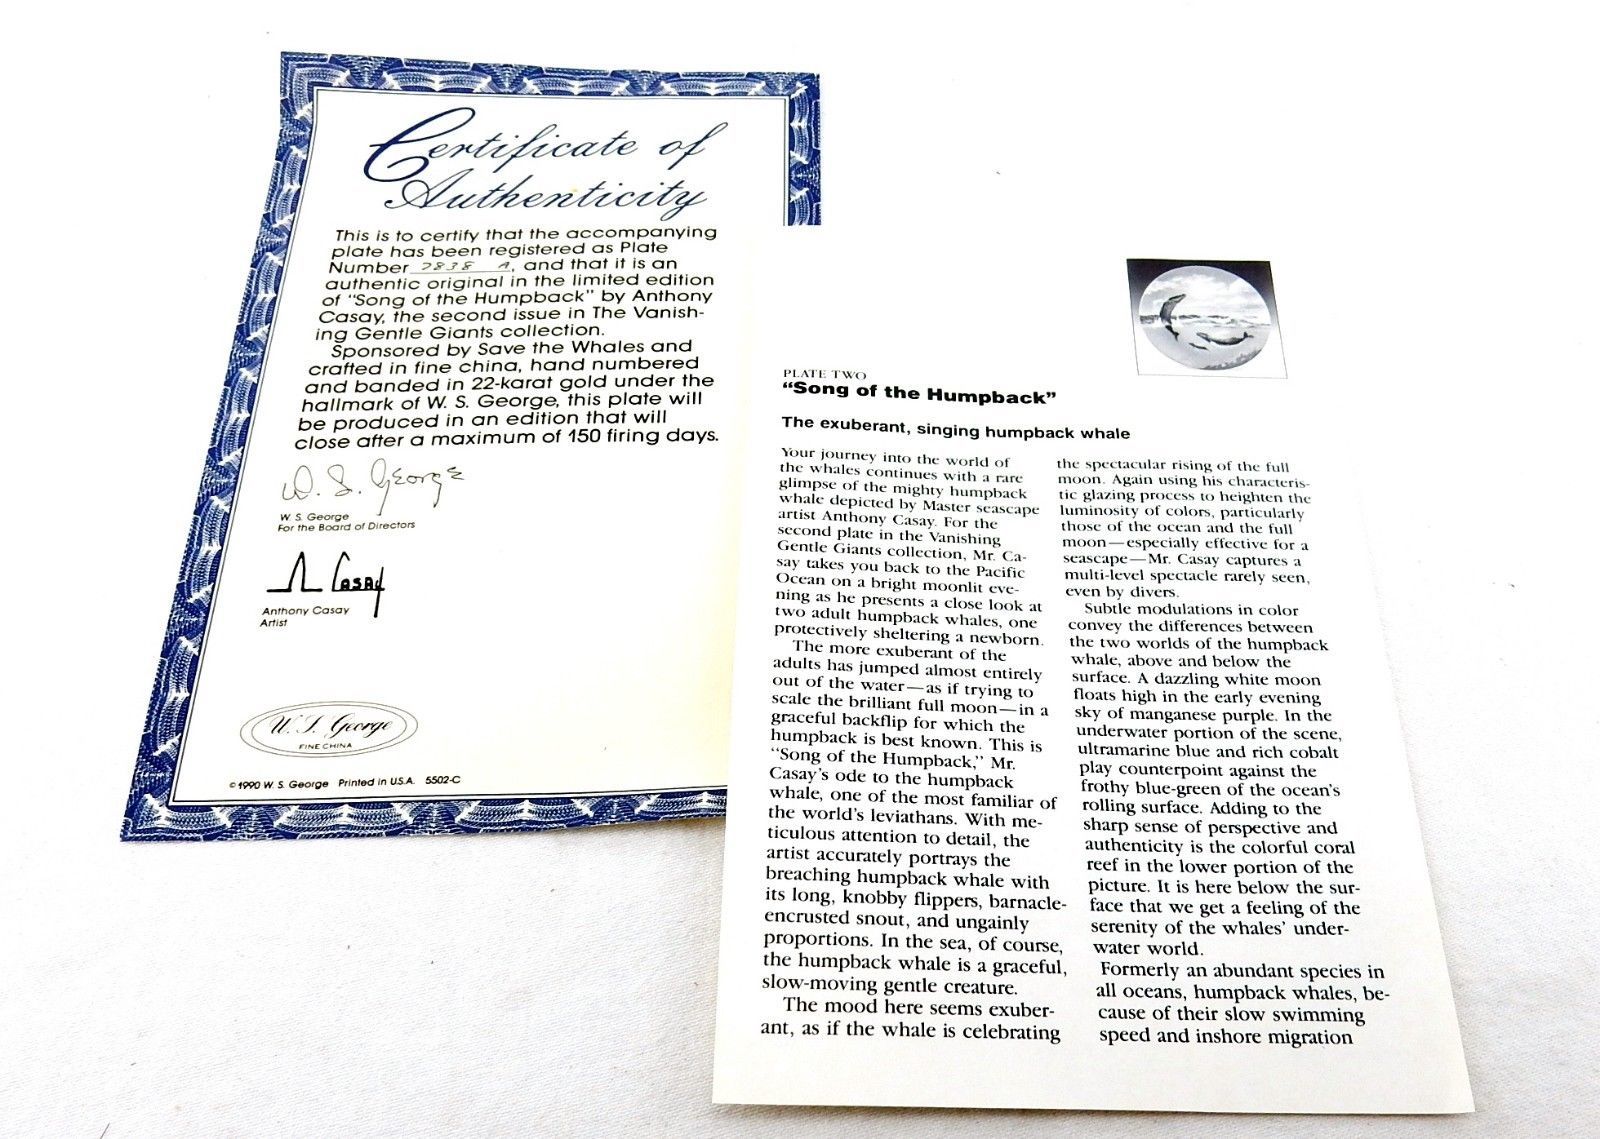 Certificate of
Authenticity
This is to certify that the accompanying
plate has been registered as Plate
Number 7838 A, and that it is an
authentic original in the limited edition
of "Song of the Humpback" by Anthony
Casay, the second issue in The Vanish-
ing Gentle Giants collection.
Sponsored by Save the Whales and
crafted in fine china, hand numbered
and banded in 22-karat gold under the
hallmark of W. S. George, this plate will
be produced in an edition that will
close after a maximum of 150 firing days.
W. S. George
W. S. George
For the Board of Directors
A Casay
Anthony Casay
Artist
W. S. George
FINE CHINA
©1990 W. S. George Printed in U.S.A. 5502-C
PLATE TWO
"Song of the Humpback"
The exuberant, singing humpback whale
Your journey into the world of
the whales continues with a rare
glimpse of the mighty humpback
whale depicted by Master seascape
artist Anthony Casay. For the
second plate in the Vanishing
Gentle Giants collection, Mr. Ca-
say takes you back to the Pacific
Ocean on a bright moonlit eve-
ning as he presents a close look at
two adult humpback whales, one
protectively sheltering a newborn.
The more exuberant of the
adults has jumped almost entirely
out of the water—as if trying to
scale the brilliant full moon—in a
graceful backflip for which the
humpback is best known. This is
"Song of the Humpback," Mr.
Casay's ode to the humpback
whale, one of the most familiar of
the world's leviathans. With me-
ticulous attention to detail, the
artist accurately portrays the
breaching humpback whale with
its long, knobby flippers, barnacle-
encrusted snout, and ungainly
proportions. In the sea, of course,
the humpback whale is a graceful,
slow-moving gentle creature.
The mood here seems exuber-
ant, as if the whale is celebrating
the spectacular rising of the full
moon. Again using his characteris-
tic glazing process to heighten the
luminosity of colors, particularly
those of the ocean and the full
moon—especially effective for a
seascape—Mr. Casay captures a
multi-level spectacle rarely seen,
even by divers.
Subtle modulations in color
convey the differences between
the two worlds of the humpback
whale, above and below the
surface. A dazzling white moon
floats high in the early evening
sky of manganese purple. In the
underwater portion of the scene,
ultramarine blue and rich cobalt
play counterpoint against the
frothy blue-green of the ocean's
rolling surface. Adding to the
sharp sense of perspective and
authenticity is the colorful coral
reef in the lower portion of the
picture. It is here below the sur-
face that we get a feeling of the
serenity of the whales' under-
water world.
Formerly an abundant species in
all oceans, humpback whales, be-
cause of their slow swimming
speed and inshore migration